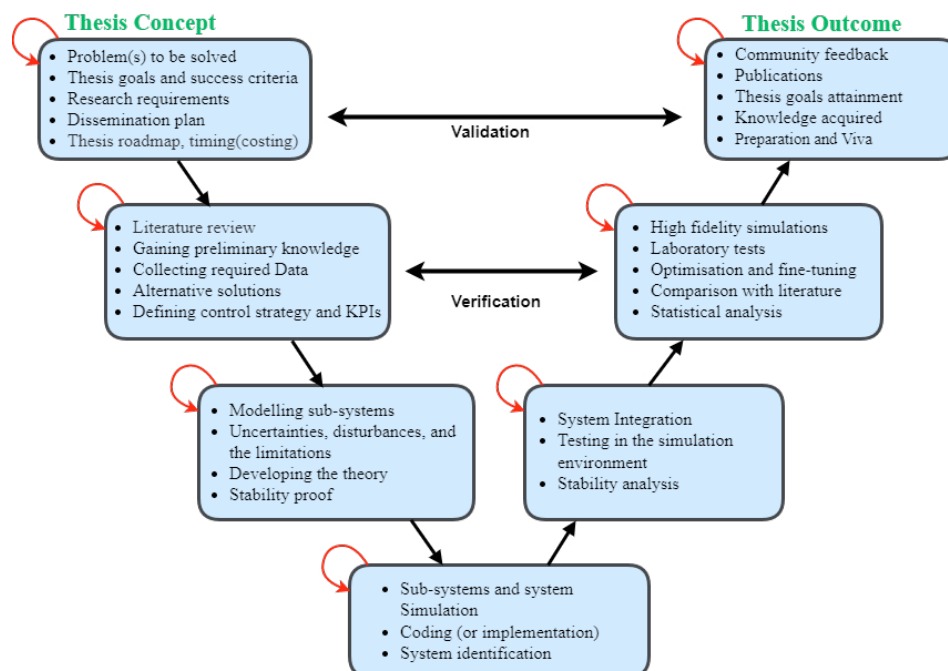 Thesis Concept
• Problem(s) to be solved
• Thesis goals and success criteria
• Research requirements
• Dissemination plan
• Thesis roadmap, timing(costing)
Validation
Thesis Outcome
• Community feedback
• Publications
• Thesis goals attainment
• Knowledge acquired
• Preparation and Viva
• Literature review
• Gaining preliminary knowledge
• Collecting required Data
• Alternative solutions
• Defining control strategy and KPIs
Verification
• High fidelity simulations
• Laboratory tests
• Optimisation and fine-tuning
• Comparison with literature
• Statistical analysis
• Modelling sub-systems
• Uncertainties, disturbances, and
the limitations
• Developing the theory
• Stability proof
• System Integration
• Testing in the simulation
environment
• Stability analysis
• Sub-systems and system
Simulation
• Coding (or implementation)
• System identification